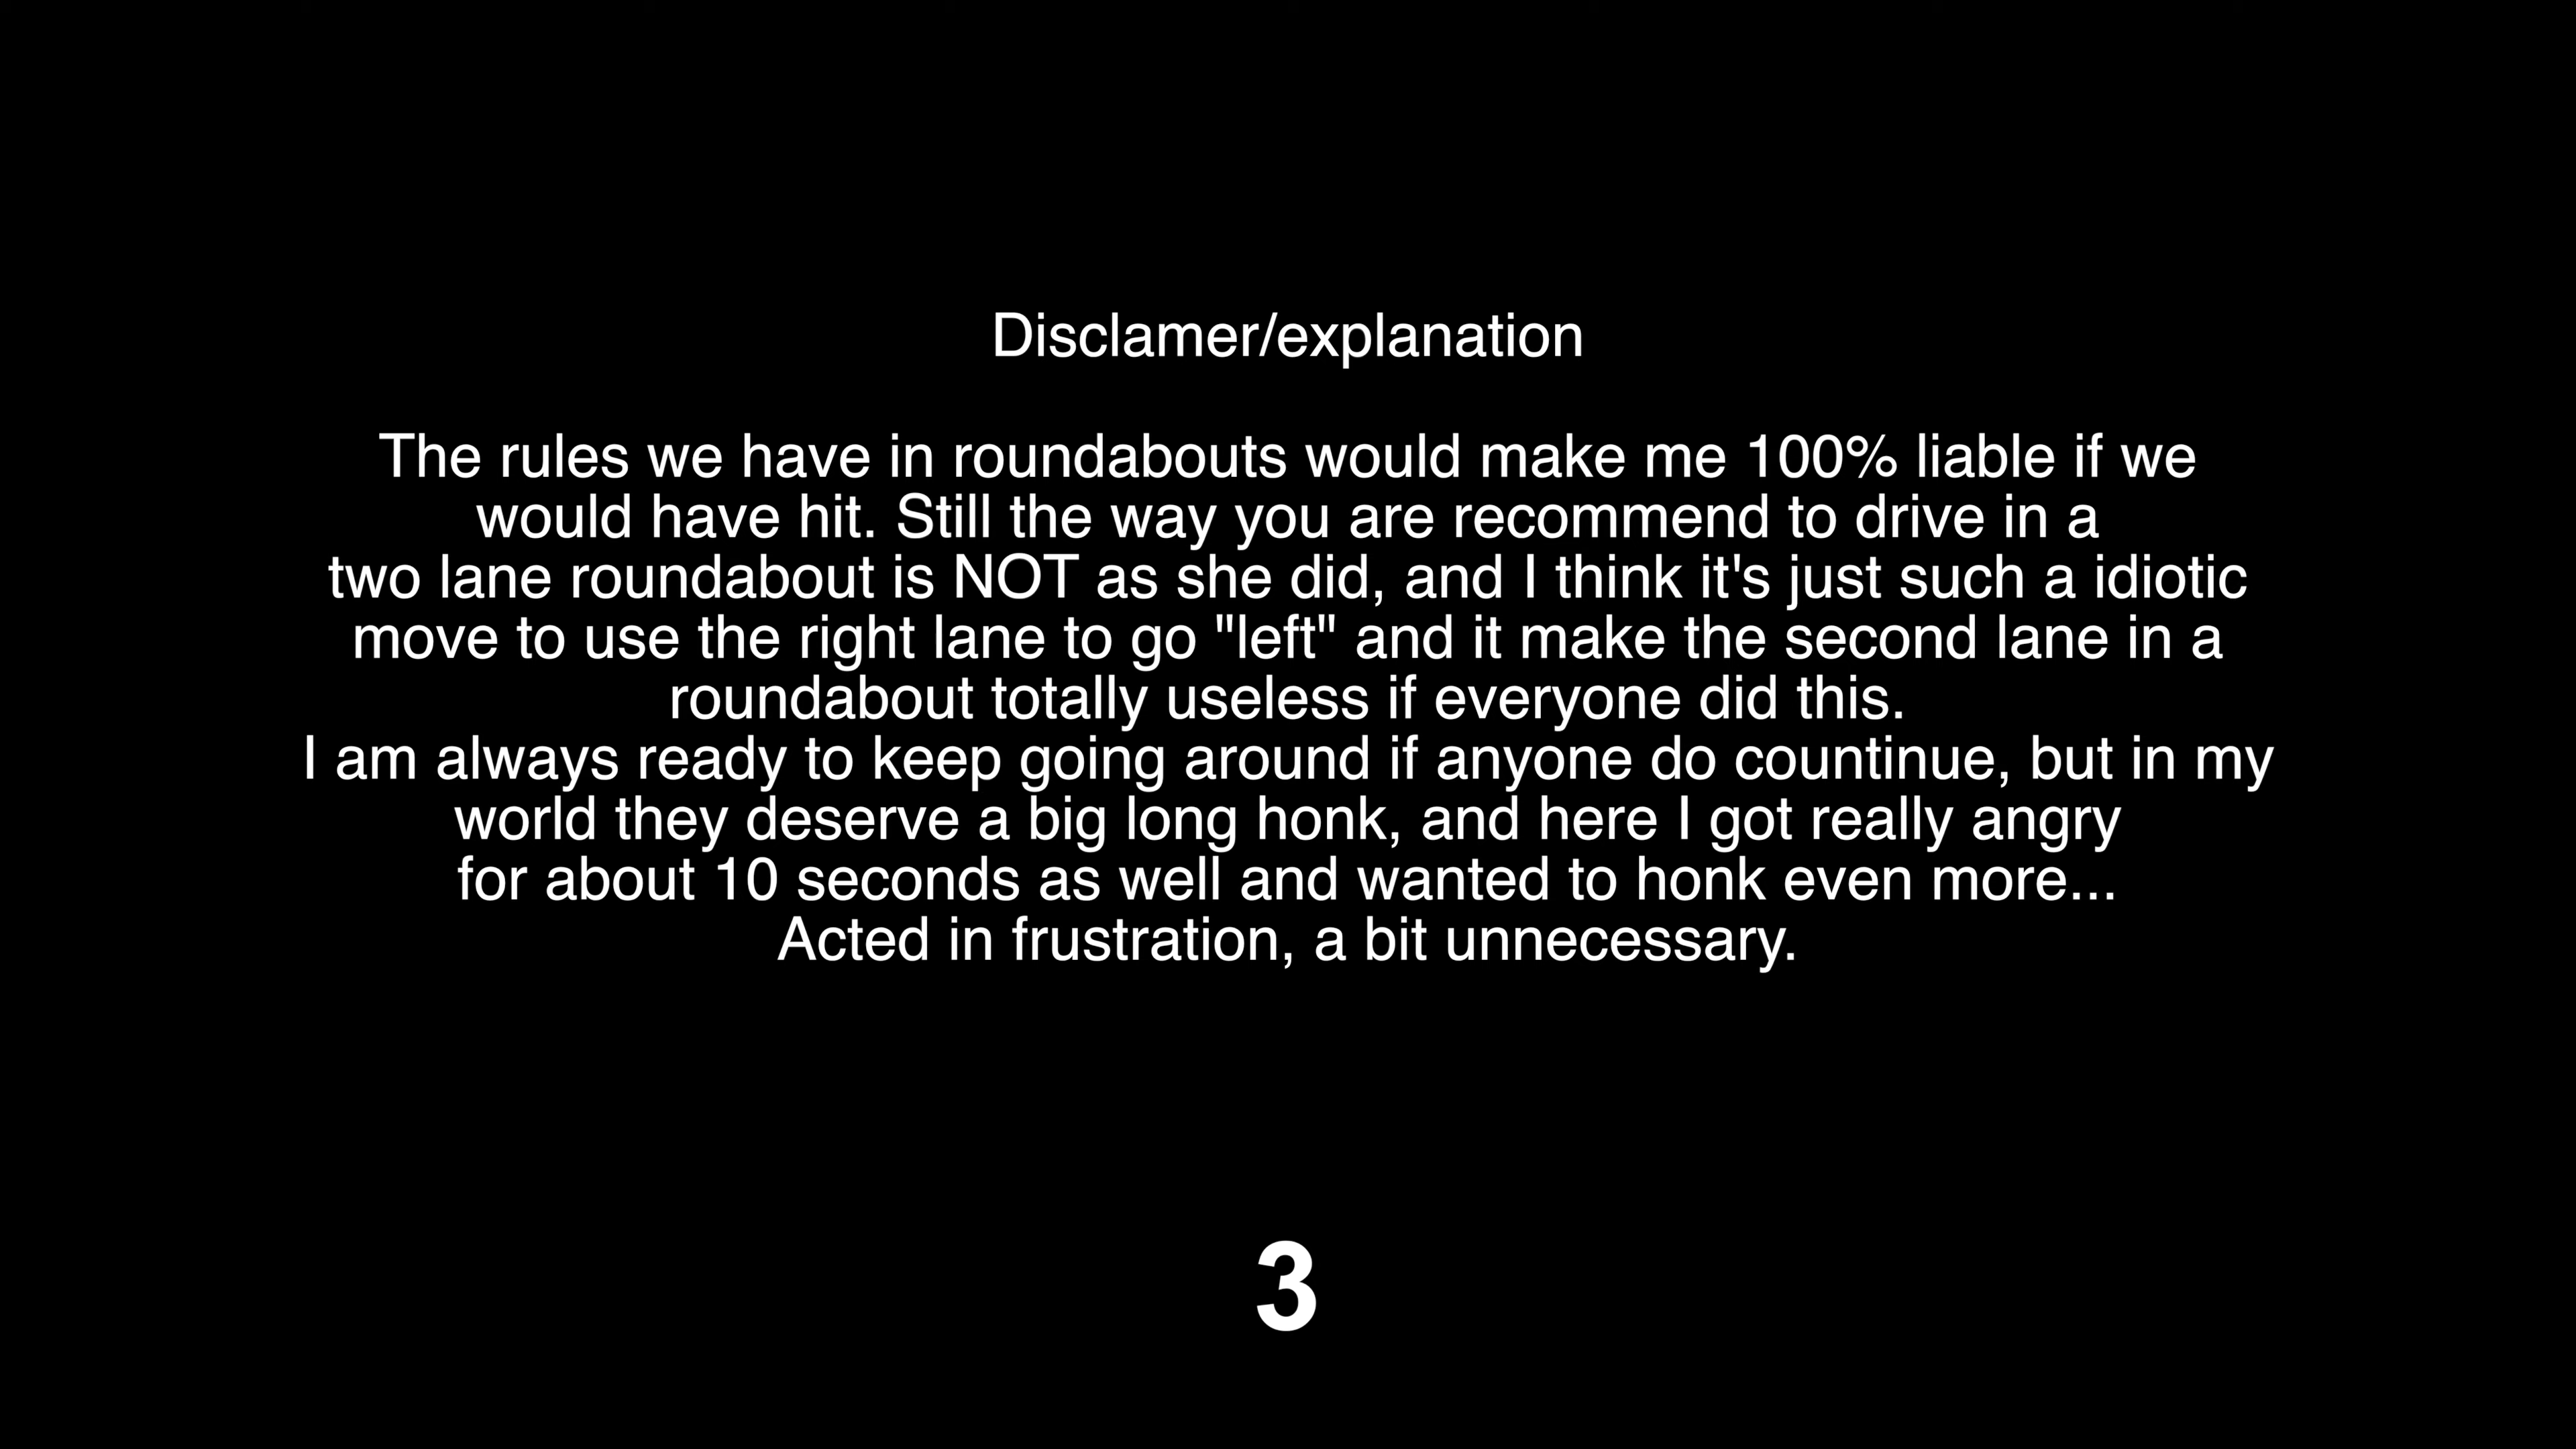 Disclamer/explanation
The rules we have in roundabouts would make me 100% liable if we
would have hit. Still the way you are recommend to drive in a
two lane roundabout is NOT as she did, and I think it's just such a idiotic
move to use the right lane to go "left" and it make the second lane in a
roundabout totally useless if everyone did this.
I am always ready to keep going around if anyone do countinue, but in my
world they deserve a big long honk, and here I got really angry
for about 10 seconds as well and wanted to honk even more...
Acted in frustration, a bit unnecessary.
3